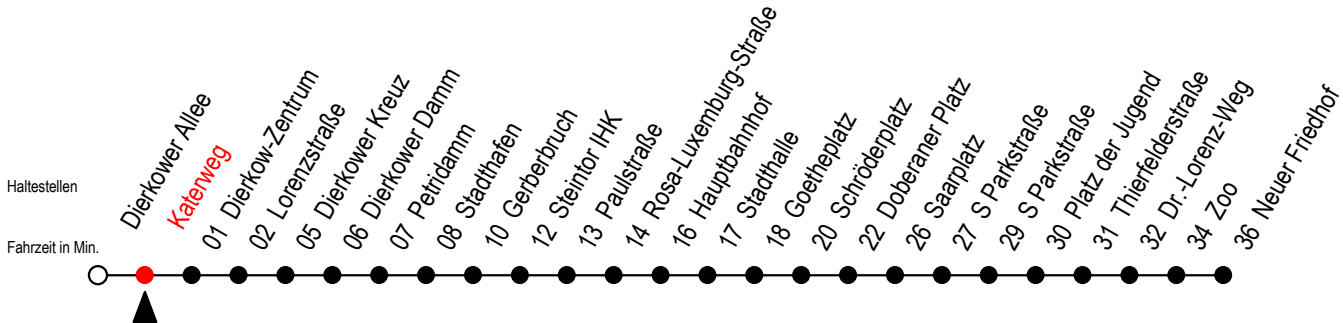 Haltestellen
Fahrzeit in Min.
Dierkower Allee
Katerweg
01 Dierkow-Zentrum
02 Lorenzstraße
05 Dierkower Kreuz
06 Dierkower Damm
07 Petridamm
08 Stadthafen
10 Gerberbruch
12 Steintor IHK
13 Paulstraße
14 Rosa-Luxemburg-Straße
16 Hauptbahnhof
17 Stadthalle
18 Goetheplatz
20 Schröderplatz
22 Doberaner Platz
26 Saarplatz
27 S Parkstraße
29 S Parkstraße
30 Platz der Jugend
31 Thierfelderstraße
32 Dr.-Lorenz-Weg
34 Zoo
36 Neuer Friedhof